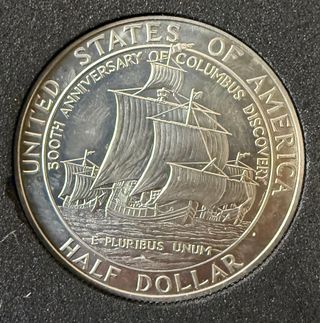 UNITED STATES OF AMERICA
500TH ANNIVERSARY OF COLUMBUS DISCOVERY
E PLURIBUS UNUM
HALF DOLLAR